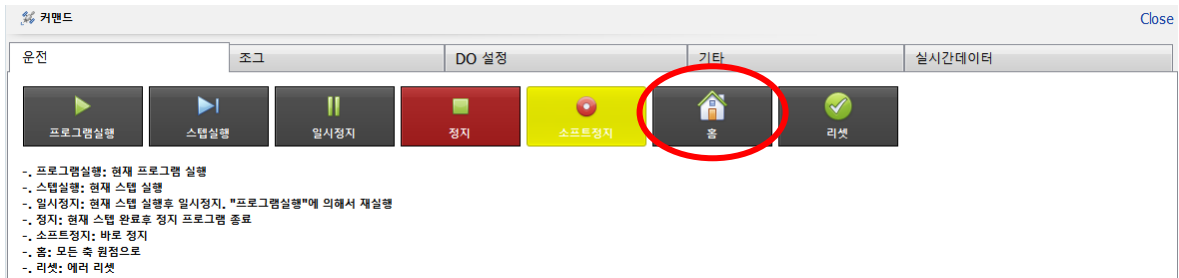 커맨드
Close
운전 조그 DO 설정 기타 실시간데이터
프로그램실행 스텝실행 일시정지 정지 소프트정지 홈 리셋
-. 프로그램실행: 현재 프로그램 실행
-. 스텝실행: 현재 스텝 실행
-. 일시정지: 현재 스텝 실행후 일시정지. "프로그램실행"에 의해서 재실행
-. 정지: 현재 스텝 완료후 정지 프로그램 종료
-. 소프트정지: 바로 정지
-. 홈: 모든 축 원점으로
-. 리셋: 에러 리셋